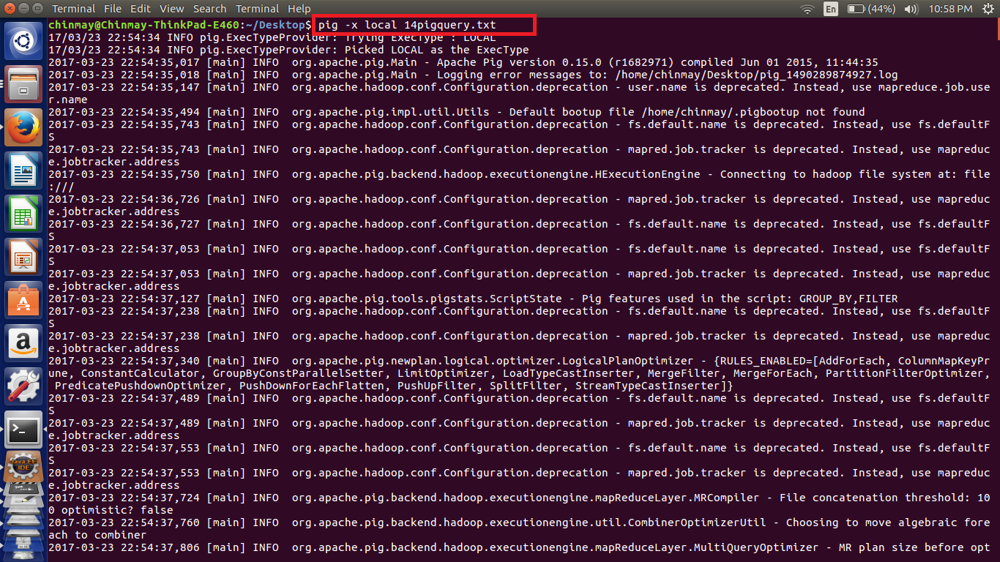 Terminal File Edit View Search Terminal Help En (44%) 10:58 PM
chinmay@Chinmay-ThinkPad-E460:~/Desktop$ pig -x local 14pigquery.txt
17/03/23 22:54:34 INFO pig.ExecTypeProvider: Trying ExecType : LOCAL
17/03/23 22:54:34 INFO pig.ExecTypeProvider: Picked LOCAL as the ExecType
2017-03-23 22:54:35,017 [main] INFO  org.apache.pig.Main - Apache Pig version 0.15.0 (r1682971) compiled Jun 01 2015, 11:44:35
2017-03-23 22:54:35,018 [main] INFO  org.apache.pig.Main - Logging error messages to: /home/chinmay/Desktop/pig_1490289874927.log
2017-03-23 22:54:35,147 [main] INFO  org.apache.hadoop.conf.Configuration.deprecation - user.name is deprecated. Instead, use mapreduce.job.use
r.name
2017-03-23 22:54:35,494 [main] INFO  org.apache.pig.impl.util.Utils - Default bootup file /home/chinmay/.pigbootup not found
2017-03-23 22:54:35,743 [main] INFO  org.apache.hadoop.conf.Configuration.deprecation - fs.default.name is deprecated. Instead, use fs.defaultF
S
2017-03-23 22:54:35,743 [main] INFO  org.apache.hadoop.conf.Configuration.deprecation - mapred.job.tracker is deprecated. Instead, use mapreduc
e.jobtracker.address
2017-03-23 22:54:35,750 [main] INFO  org.apache.pig.backend.hadoop.executionengine.HExecutionEngine - Connecting to hadoop file system at: file
:///
2017-03-23 22:54:36,726 [main] INFO  org.apache.hadoop.conf.Configuration.deprecation - mapred.job.tracker is deprecated. Instead, use mapreduc
e.jobtracker.address
2017-03-23 22:54:36,727 [main] INFO  org.apache.hadoop.conf.Configuration.deprecation - fs.default.name is deprecated. Instead, use fs.defaultF
S
2017-03-23 22:54:37,053 [main] INFO  org.apache.hadoop.conf.Configuration.deprecation - fs.default.name is deprecated. Instead, use fs.defaultF
S
2017-03-23 22:54:37,053 [main] INFO  org.apache.hadoop.conf.Configuration.deprecation - mapred.job.tracker is deprecated. Instead, use mapreduc
e.jobtracker.address
2017-03-23 22:54:37,127 [main] INFO  org.apache.pig.tools.pigstats.ScriptState - Pig features used in the script: GROUP_BY,FILTER
2017-03-23 22:54:37,238 [main] INFO  org.apache.hadoop.conf.Configuration.deprecation - fs.default.name is deprecated. Instead, use fs.defaultF
S
2017-03-23 22:54:37,238 [main] INFO  org.apache.hadoop.conf.Configuration.deprecation - mapred.job.tracker is deprecated. Instead, use mapreduc
e.jobtracker.address
2017-03-23 22:54:37,340 [main] INFO  org.apache.pig.newplan.logical.optimizer.LogicalPlanOptimizer - {RULES_ENABLED=[AddForEach, ColumnMapKeyPr
une, ConstantCalculator, GroupByConstParallelSetter, LimitOptimizer, LoadTypeCastInserter, MergeFilter, MergeForEach, PartitionFilterOptimizer,
 PredicatePushdownOptimizer, PushDownForEachFlatten, PushUpFilter, SplitFilter, StreamTypeCastInserter]}
2017-03-23 22:54:37,489 [main] INFO  org.apache.hadoop.conf.Configuration.deprecation - fs.default.name is deprecated. Instead, use fs.defaultF
S
2017-03-23 22:54:37,489 [main] INFO  org.apache.hadoop.conf.Configuration.deprecation - mapred.job.tracker is deprecated. Instead, use mapreduc
e.jobtracker.address
2017-03-23 22:54:37,553 [main] INFO  org.apache.hadoop.conf.Configuration.deprecation - fs.default.name is deprecated. Instead, use fs.defaultF
S
2017-03-23 22:54:37,553 [main] INFO  org.apache.hadoop.conf.Configuration.deprecation - mapred.job.tracker is deprecated. Instead, use mapreduc
e.jobtracker.address
2017-03-23 22:54:37,724 [main] INFO  org.apache.pig.backend.hadoop.executionengine.mapReduceLayer.MRCompiler - File concatenation threshold: 10
0 optimistic? false
2017-03-23 22:54:37,760 [main] INFO  org.apache.pig.backend.hadoop.executionengine.util.CombinerOptimizerUtil - Choosing to move algebraic fore
ach to combiner
2017-03-23 22:54:37,806 [main] INFO  org.apache.pig.backend.hadoop.executionengine.mapReduceLayer.MultiQueryOptimizer - MR plan size before opt
Java EE
IDE